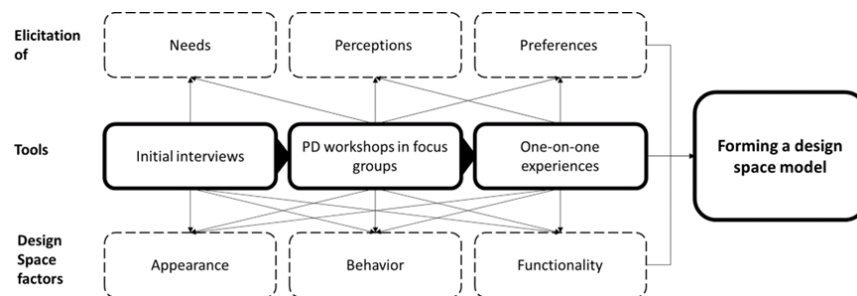 Elicitation
of
Needs
Perceptions
Preferences
Tools
Initial interviews
PD workshops in focus
groups
One-on-one
experiences
Forming a design
space model
Design
Space
factors
Appearance
Behavior
Functionality